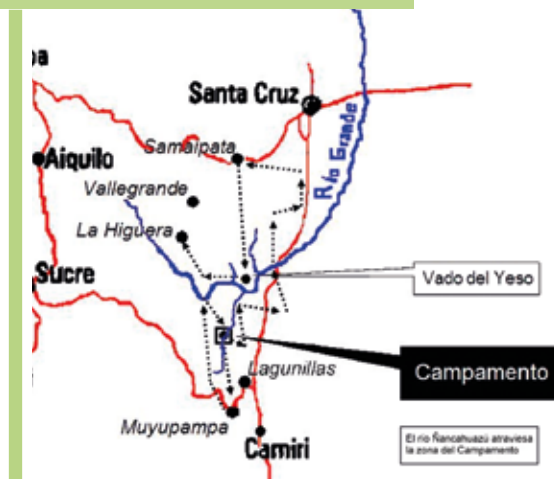 Santa Cruz
Samaipata
Aiquilo
Río Grande
Vallegrande
La Higuera
Sucre
Vado del Yeso
Campamento
Lagunillas
Muyupampa
Camiri
El río Ñancahuazú atraviesa
la zona del Campamento